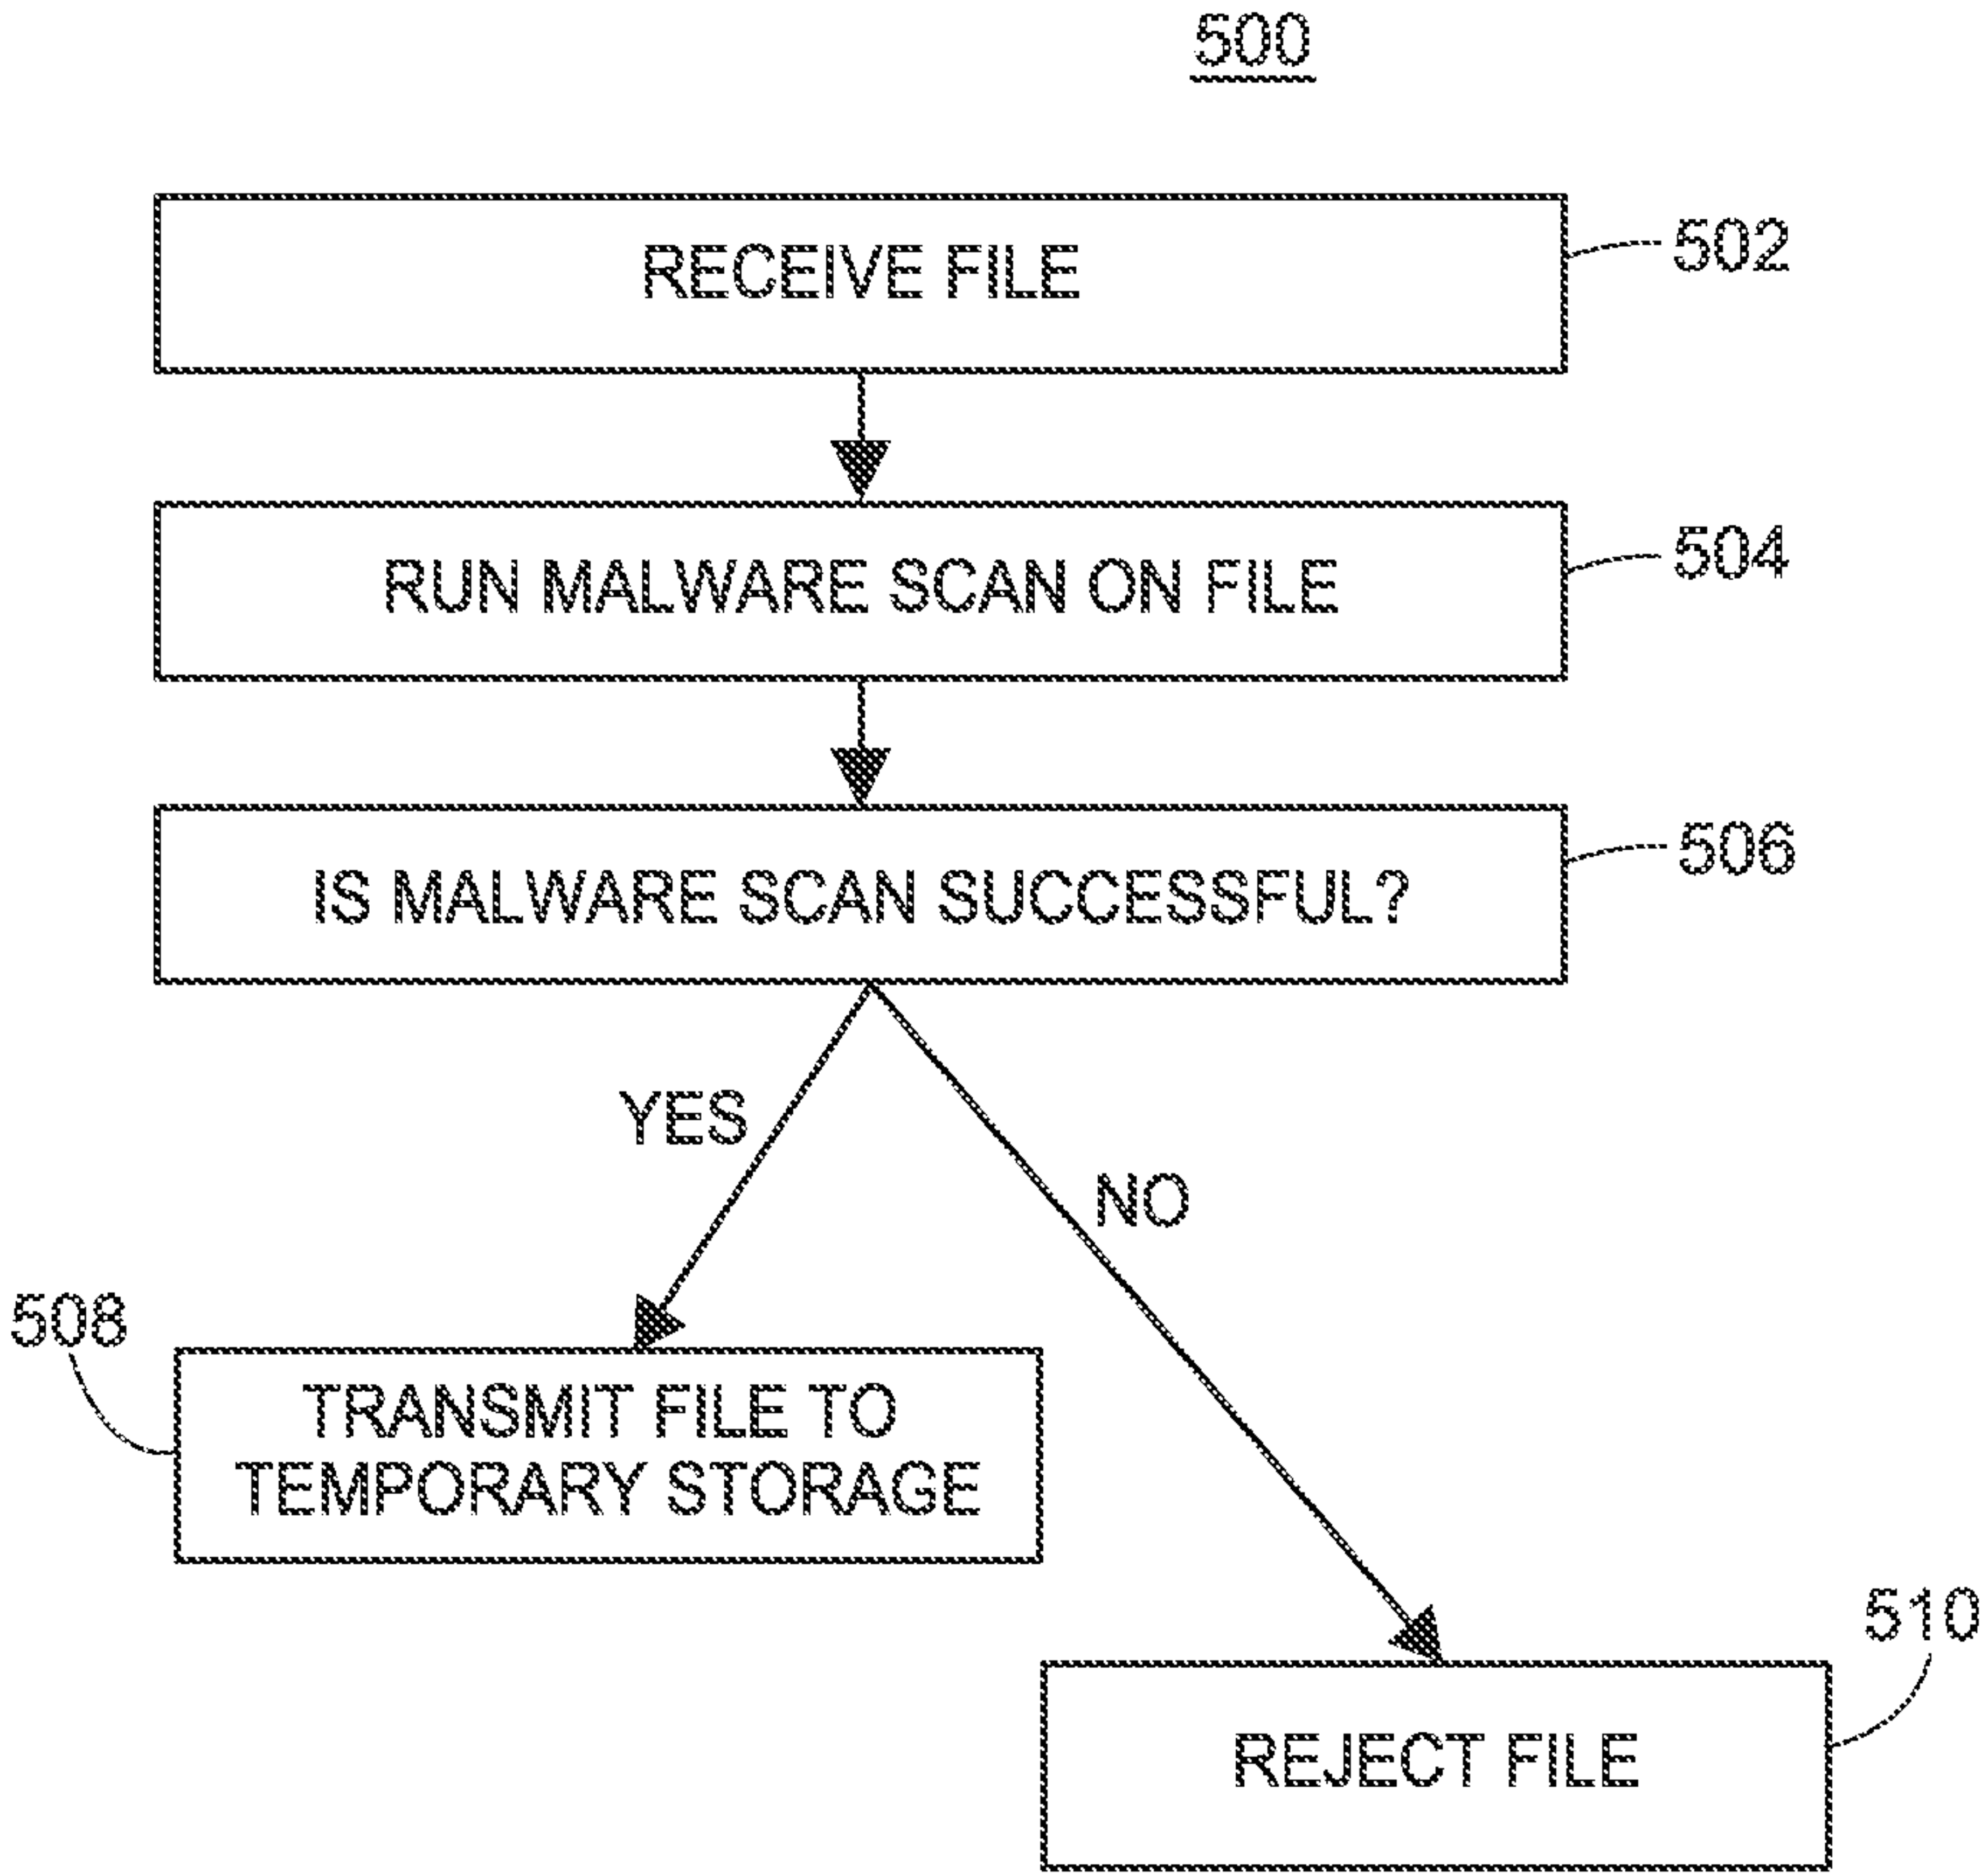 500
RECEIVE FILE
502
RUN MALWARE SCAN ON FILE
504
IS MALWARE SCAN SUCCESSFUL?
506
YES
NO
508
TRANSMIT FILE TO
TEMPORARY STORAGE
510
REJECT FILE